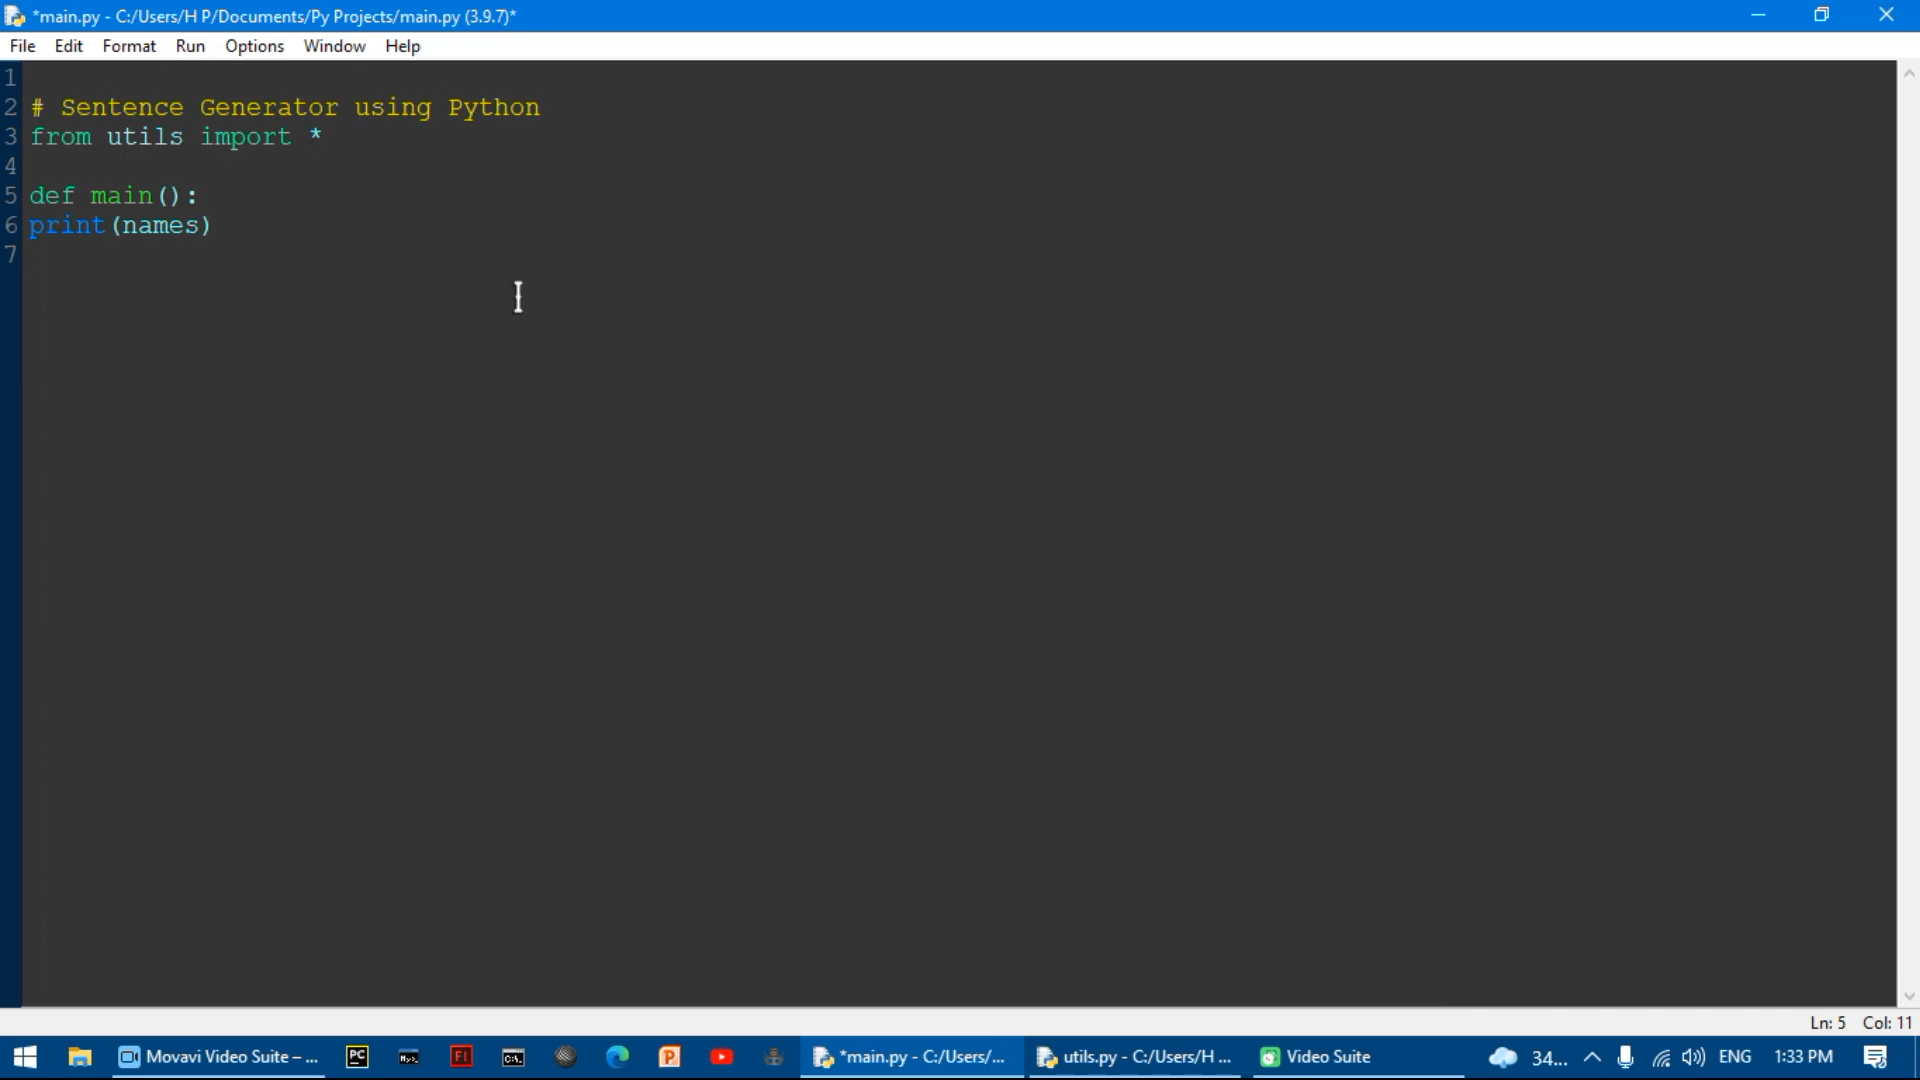 *main.py - C:/Users/H P/Documents/Py Projects/main.py (3.9.7)*
File Edit Format Run Options Window Help
1
2 # Sentence Generator using Python
3 from utils import *
4
5 def main():
6 print(names)
7
Ln: 5 Col: 11
Movavi Video Suite – ... PC FL C:\. P *main.py - C:/Users/... utils.py - C:/Users/H ... Video Suite 34... ENG 1:33 PM